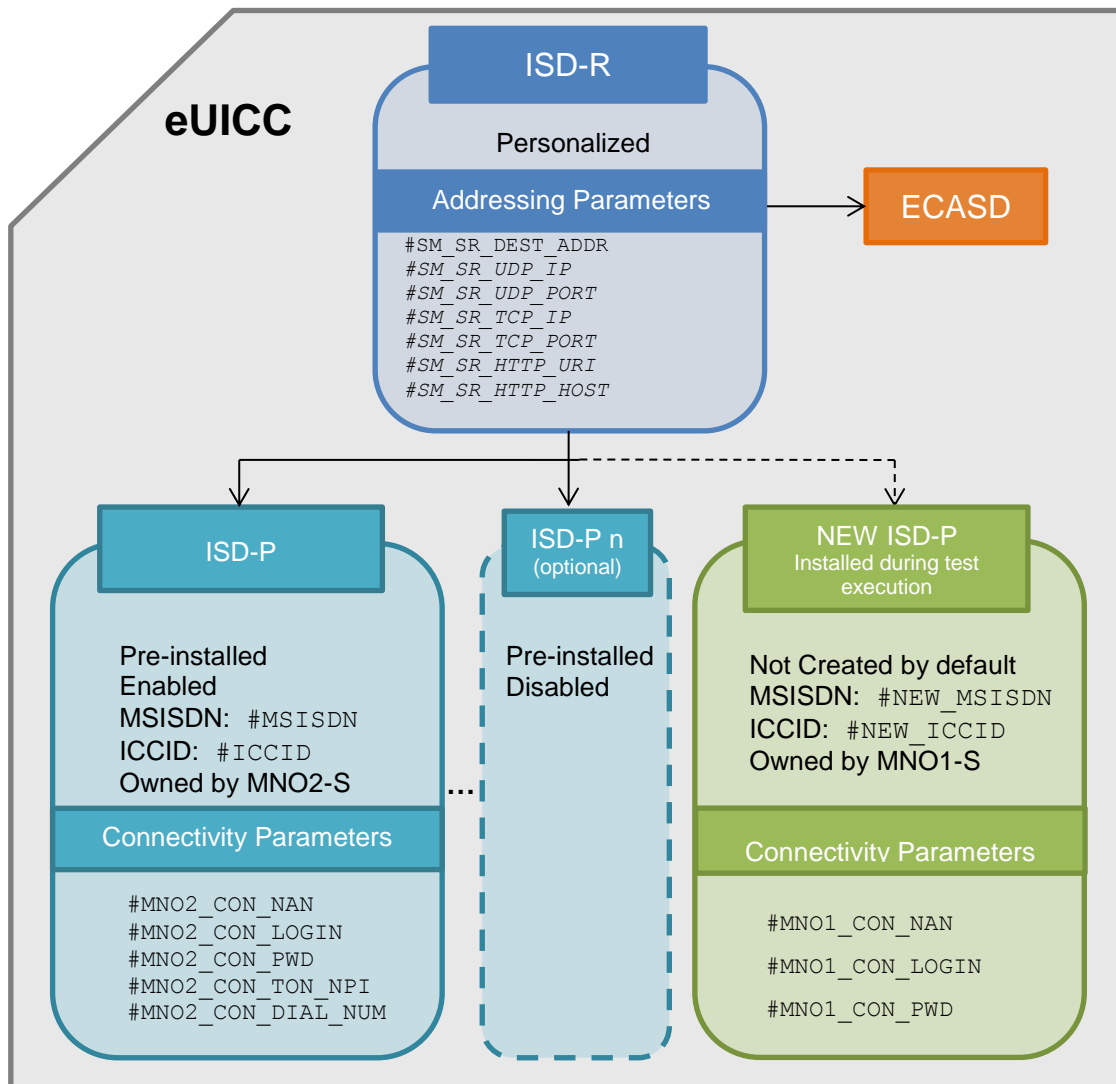 eUICC
ISD-R
Personalized
Addressing Parameters
#SM_SR_DEST_ADDR
#SM_SR_UDP_IP
#SM_SR_UDP_PORT
#SM_SR_TCP_IP
#SM_SR_TCP_PORT
#SM_SR_HTTP_URI
#SM_SR_HTTP_HOST
ECASD
ISD-P
Pre-installed
Enabled
MSISDN: #MSISDN
ICCID: #ICCID
Owned by MNO2-S
Connectivity Parameters
#MNO2_CON_NAN
#MNO2_CON_LOGIN
#MNO2_CON_PWD
#MNO2_CON_TON_NPI
#MNO2_CON_DIAL_NUM
...
ISD-P n
(optional)
Pre-installed
Disabled
NEW ISD-P
Installed during test
execution
Not Created by default
MSISDN: #NEW_MSISDN
ICCID: #NEW_ICCID
Owned by MNO1-S
Connectivity Parameters
#MNO1_CON_NAN
#MNO1_CON_LOGIN
#MNO1_CON_PWD